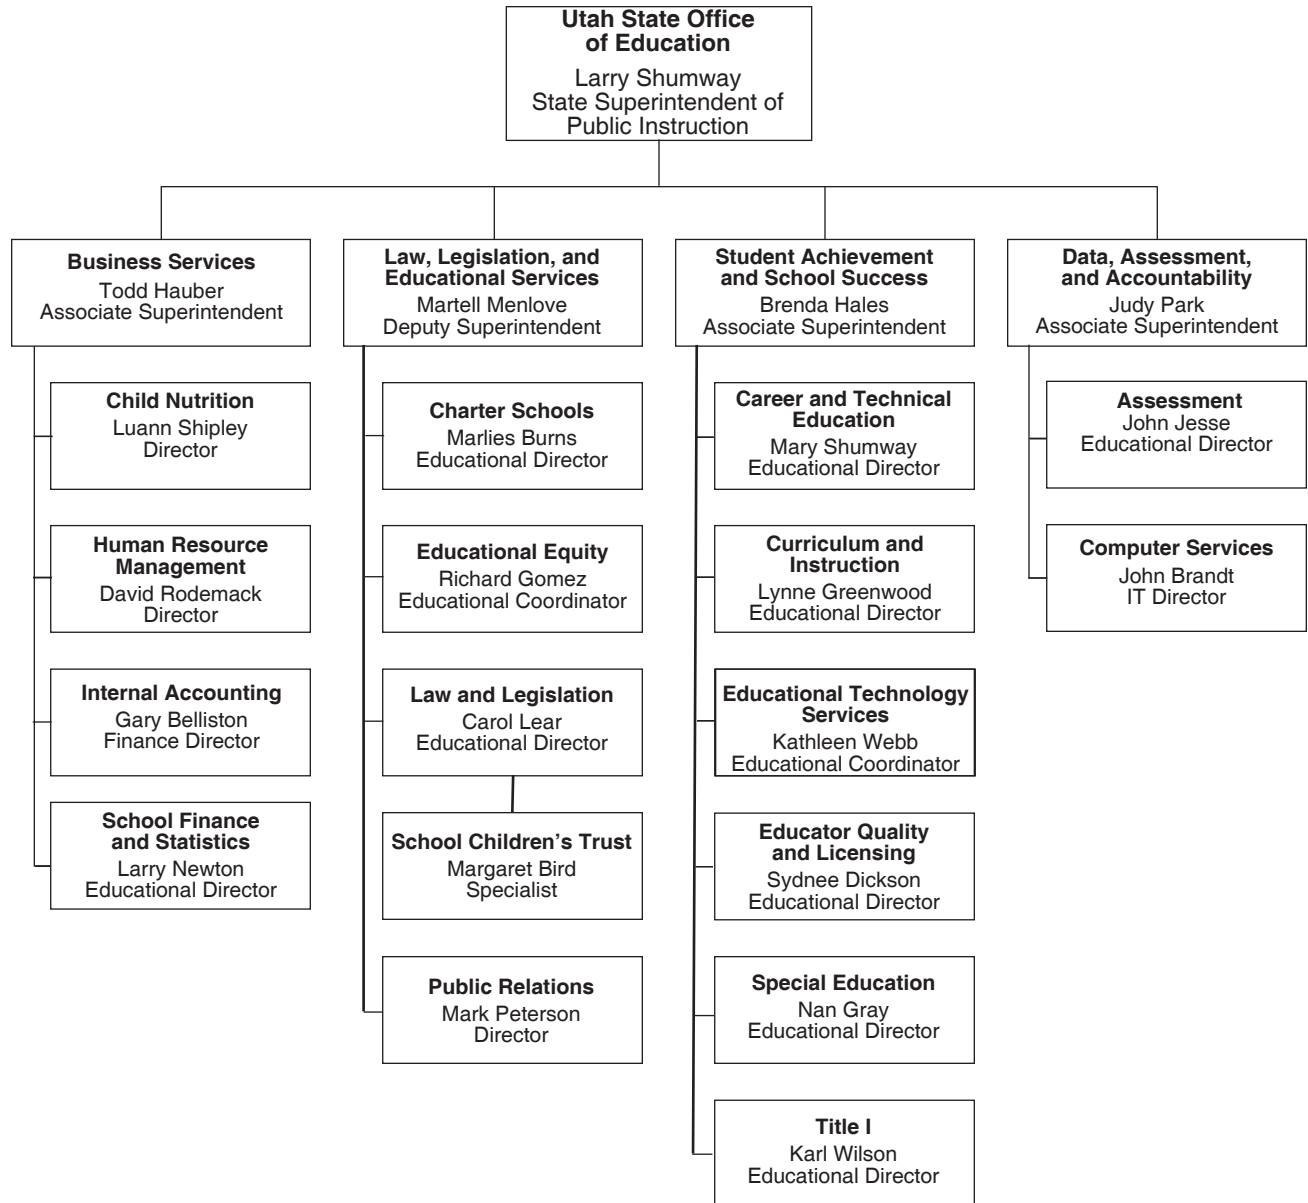 Utah State Office
of Education
Larry Shumway
State Superintendent of
Public Instruction
Business Services
Todd Hauber
Associate Superintendent
Child Nutrition
Luann Shipley
Director
Human Resource
Management
David Rodemack
Director
Internal Accounting
Gary Belliston
Finance Director
School Finance
and Statistics
Larry Newton
Educational Director
Law, Legislation, and
Educational Services
Martell Menlove
Deputy Superintendent
Charter Schools
Marlies Burns
Educational Director
Educational Equity
Richard Gomez
Educational Coordinator
Law and Legislation
Carol Lear
Educational Director
School Children's Trust
Margaret Bird
Specialist
Public Relations
Mark Peterson
Director
Student Achievement
and School Success
Brenda Hales
Associate Superintendent
Career and Technical
Education
Mary Shumway
Educational Director
Curriculum and
Instruction
Lynne Greenwood
Educational Director
Educational Technology
Services
Kathleen Webb
Educational Coordinator
Educator Quality
and Licensing
Sydnee Dickson
Educational Director
Special Education
Nan Gray
Educational Director
Title I
Karl Wilson
Educational Director
Data, Assessment,
and Accountability
Judy Park
Associate Superintendent
Assessment
John Jesse
Educational Director
Computer Services
John Brandt
IT Director